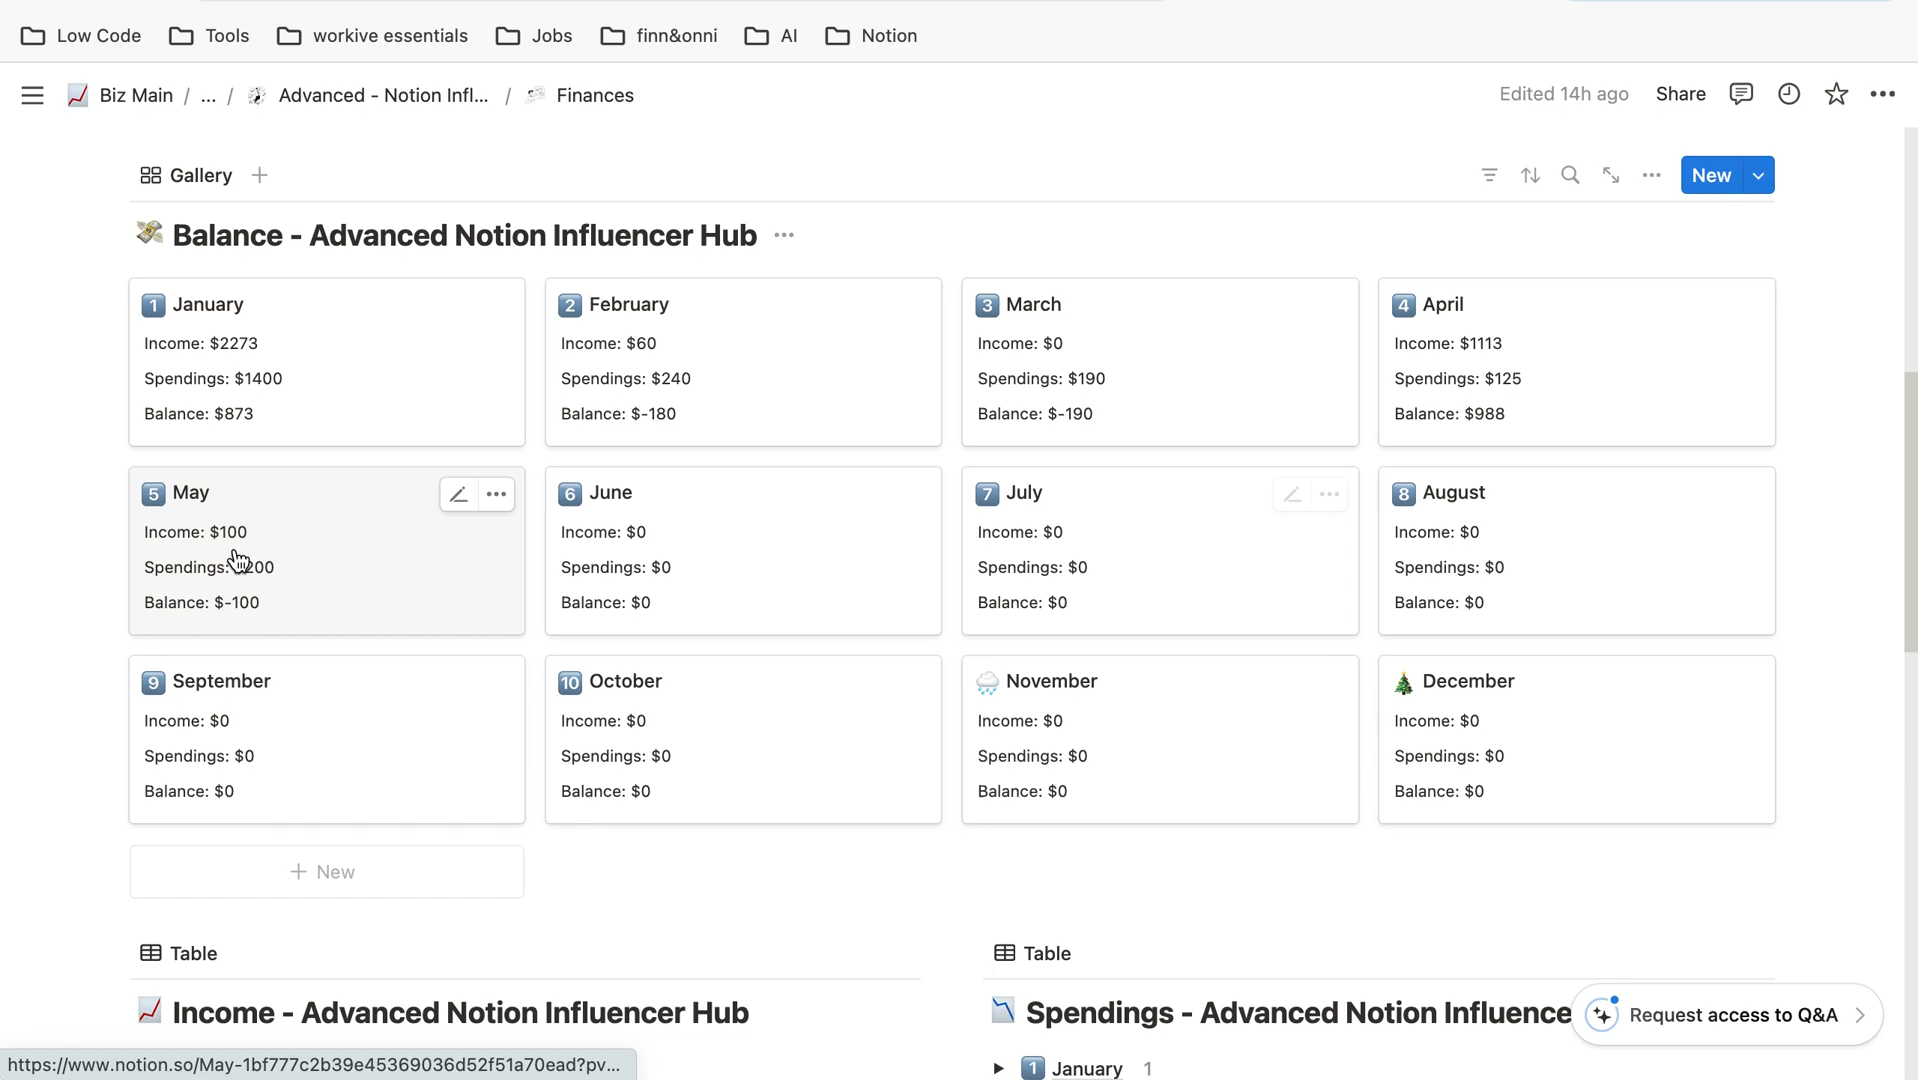 Low Code Tools workive essentials Jobs finn&onni AI Notion
Biz Main / ... / Advanced - Notion Infl... / Finances
Edited 14h ago Share
Gallery
New
Balance - Advanced Notion Influencer Hub
1 January
Income: $2273
Spendings: $1400
Balance: $873
2 February
Income: $60
Spendings: $240
Balance: $-180
3 March
Income: $0
Spendings: $190
Balance: $-190
4 April
Income: $1113
Spendings: $125
Balance: $988
5 May
Income: $100
Spendings:
Balance: $-100
6 June
Income: $0
Spendings: $0
Balance: $0
7 July
Income: $0
Spendings: $0
Balance: $0
8 August
Income: $0
Spendings: $0
Balance: $0
9 September
Income: $0
Spendings: $0
Balance: $0
10 October
Income: $0
Spendings: $0
Balance: $0
November
Income: $0
Spendings: $0
Balance: $0
December
Income: $0
Spendings: $0
Balance: $0
+ New
Table
Income - Advanced Notion Influencer Hub
Table
Spendings - Advanced Notion Influence
1 January 1
Request access to Q&A
https://www.notion.so/May-1bf777c2b39e45369036d52f51a70ead?pv...